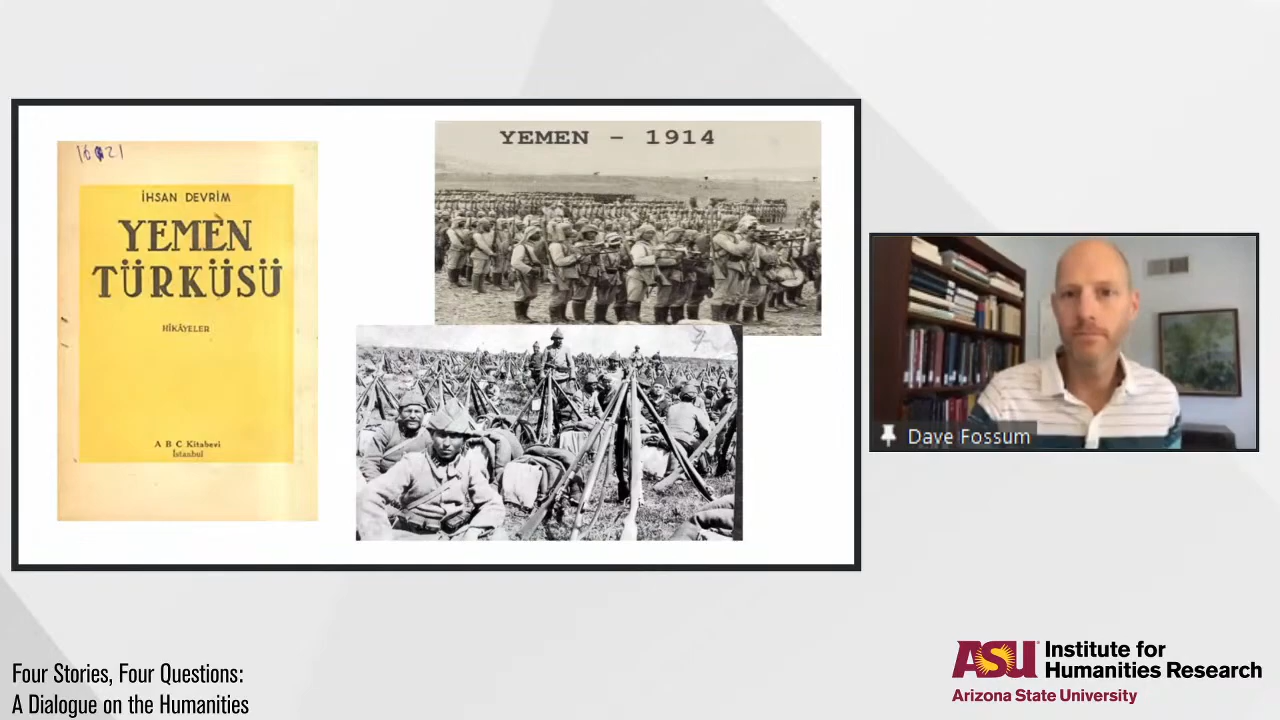 16021
İHSAN DEVRİM
YEMEN
TÜRKÜSÜ
HİKÂYELER
A B C Kitabevi
İstanbul
YEMEN - 1914
Dave Fossum
Four Stories, Four Questions:
A Dialogue on the Humanities
ASU Institute for
Humanities Research
Arizona State University